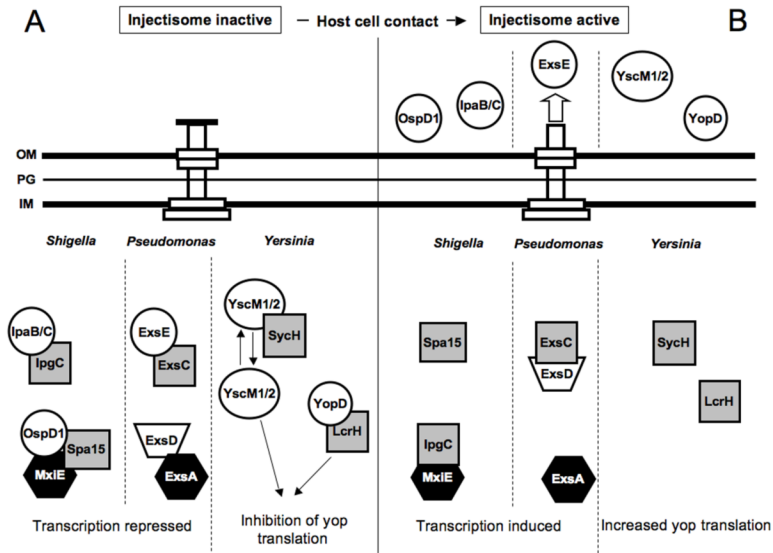 A
Injectisome inactive
Host cell contact
Injectisome active
B
ExsE
YscM1/2
OspD1
IpaB/C
YopD
OM
PG
IM
Shigella
Pseudomonas
Yersinia
Shigella
Pseudomonas
Yersinia
IpaB/C
IpgC
ExsE
ExsC
YscM1/2
SycH
YscM1/2
YopD
LcrH
OspD1
Spa15
MxiE
ExsD
ExsA
Transcription repressed
Inhibition of yop
translation
Spa15
ExsC
ExsD
SycH
LcrH
IpgC
MxiE
ExsA
Transcription induced
Increased yop translation